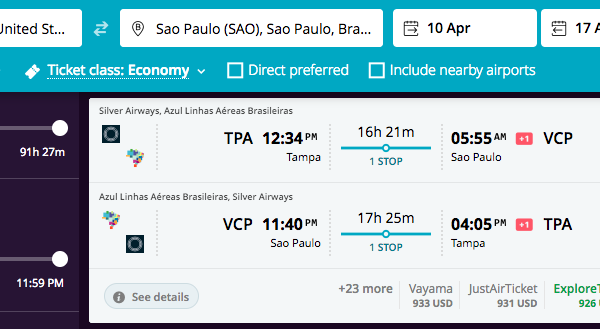 United St...
Sao Paulo (SAO), Sao Paulo, Bra...
10 Apr
17 A
Ticket class: Economy
Direct preferred
Include nearby airports
91h 27m
11:59 PM
Silver Airways, Azul Linhas Aéreas Brasileiras
TPA 12:34 PM
Tampa
16h 21m
1 STOP
05:55 AM +1 VCP
Sao Paulo
Azul Linhas Aéreas Brasileiras, Silver Airways
VCP 11:40 PM
Sao Paulo
17h 25m
1 STOP
04:05 PM +1 TPA
Tampa
See details
+23 more
Vayama
933 USD
JustAirTicket
931 USD
ExploreT
926